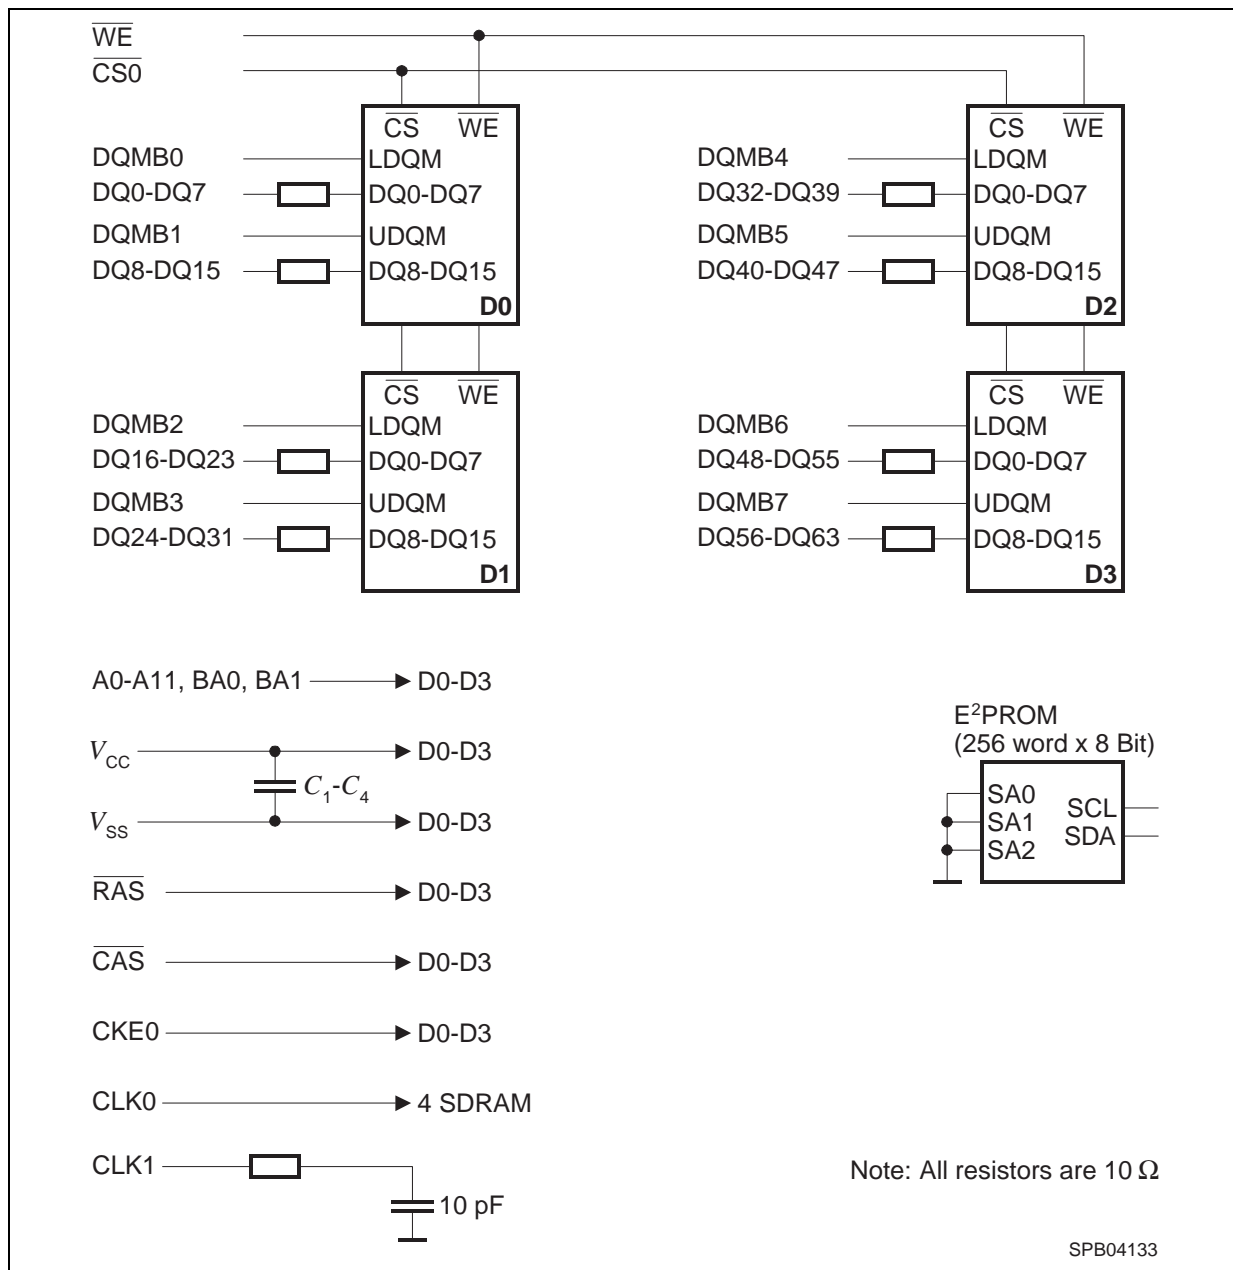 WE
CS0
CS WE
DQMB0 LDQM
DQ0-DQ7 DQ0-DQ7
DQMB1 UDQM
DQ8-DQ15 DQ8-DQ15
D0
CS WE
DQMB4 LDQM
DQ32-DQ39 DQ0-DQ7
DQMB5 UDQM
DQ40-DQ47 DQ8-DQ15
D2
CS WE
DQMB2 LDQM
DQ16-DQ23 DQ0-DQ7
DQMB3 UDQM
DQ24-DQ31 DQ8-DQ15
D1
CS WE
DQMB6 LDQM
DQ48-DQ55 DQ0-DQ7
DQMB7 UDQM
DQ56-DQ63 DQ8-DQ15
D3
A0-A11, BA0, BA1 D0-D3
VCC D0-D3
C1-C4
VSS D0-D3
RAS D0-D3
CAS D0-D3
CKE0 D0-D3
CLK0 4 SDRAM
CLK1
10 pF
E²PROM
(256 word x 8 Bit)
SA0
SA1
SA2
SCL
SDA
Note: All resistors are 10 Ω
SPB04133